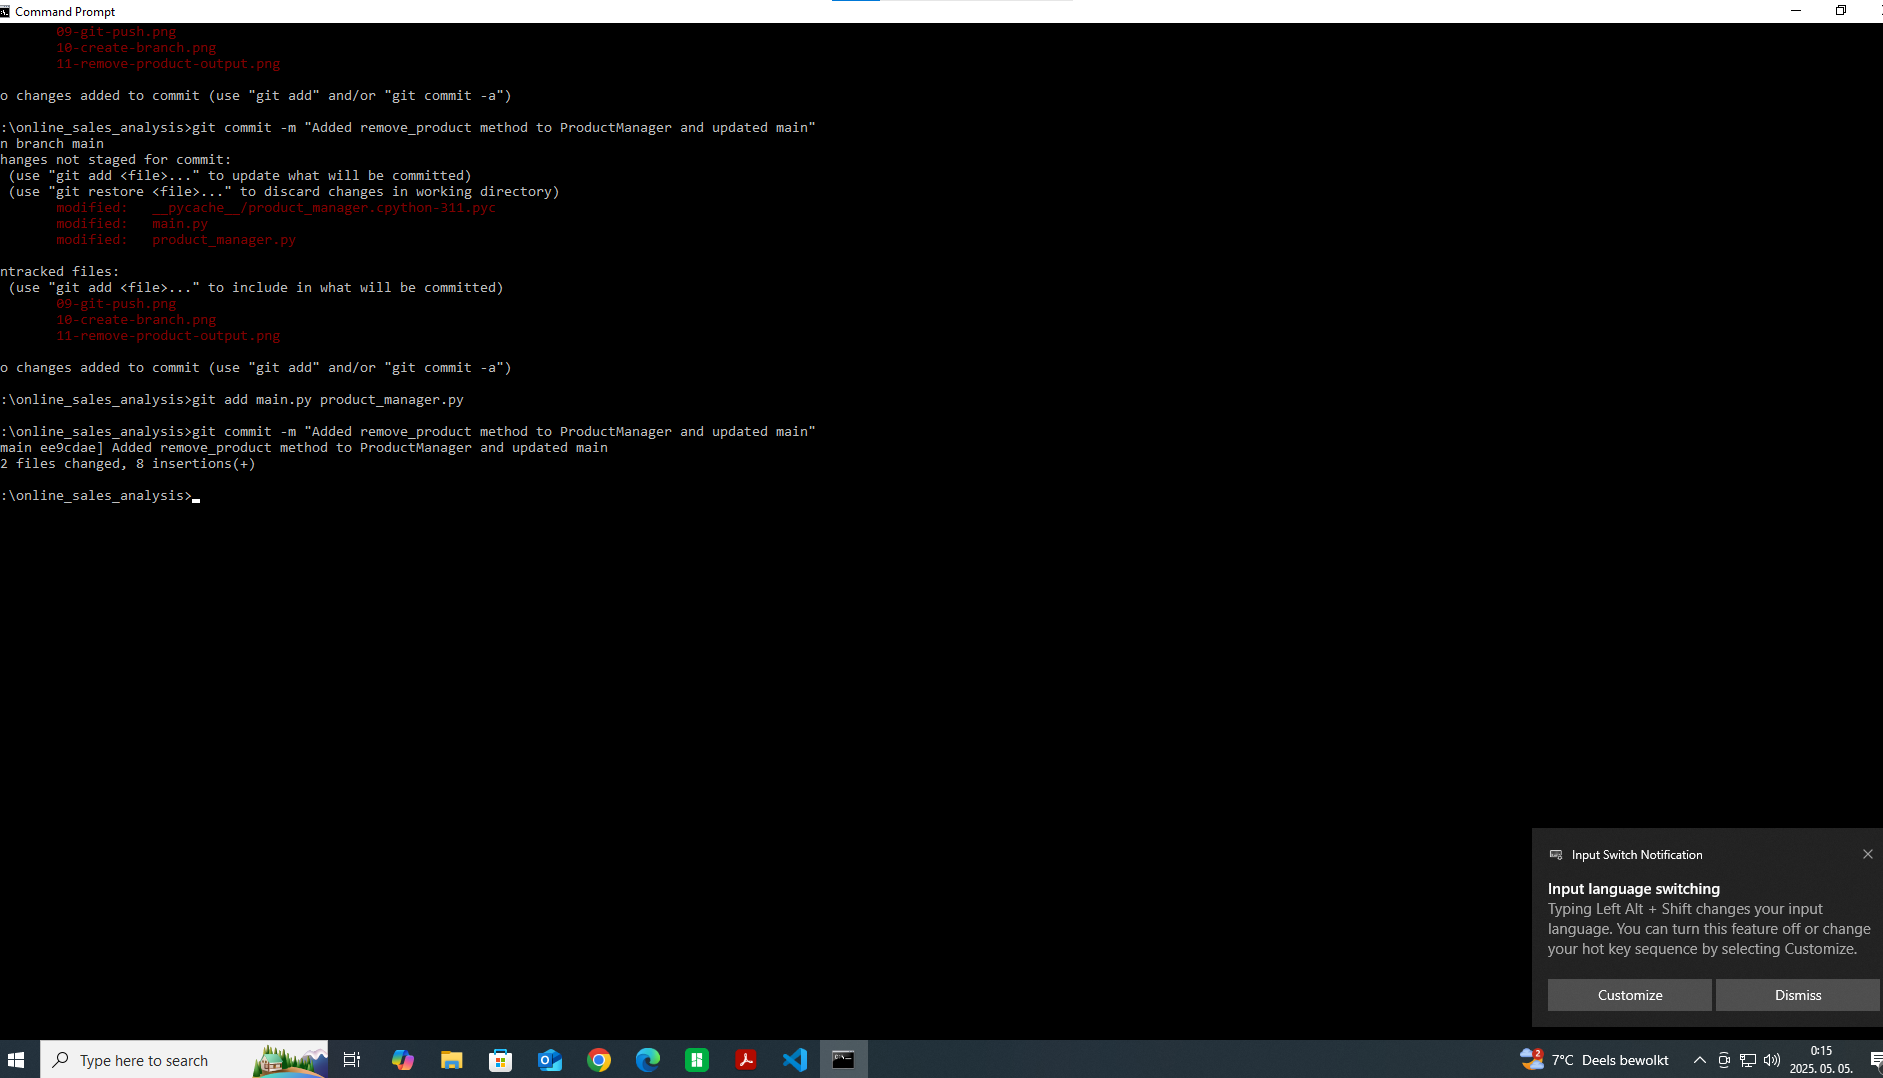 Command Prompt
09-git-push.png
10-create-branch.png
11-remove-product-output.png
o changes added to commit (use "git add" and/or "git commit -a")
:\online_sales_analysis>git commit -m "Added remove_product method to ProductManager and updated main"
n branch main
hanges not staged for commit:
(use "git add <file>..." to update what will be committed)
(use "git restore <file>..." to discard changes in working directory)
modified:   __pycache__/product_manager.cpython-311.pyc
modified:   main.py
modified:   product_manager.py
ntracked files:
(use "git add <file>..." to include in what will be committed)
09-git-push.png
10-create-branch.png
11-remove-product-output.png
o changes added to commit (use "git add" and/or "git commit -a")
:\online_sales_analysis>git add main.py product_manager.py
:\online_sales_analysis>git commit -m "Added remove_product method to ProductManager and updated main"
main ee9cdae] Added remove_product method to ProductManager and updated main
2 files changed, 8 insertions(+)
:\online_sales_analysis>
Input Switch Notification
Input language switching
Typing Left Alt + Shift changes your input
language. You can turn this feature off or change
your hot key sequence by selecting Customize.
Customize Dismiss
Type here to search
2 7°C Deels bewolkt
0:15
2025. 05. 05.